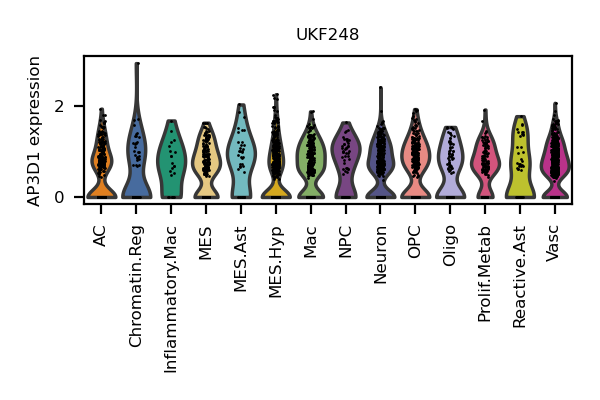 UKF248
AP3D1 expression
2
0
AC
Chromatin.Reg
Inflammatory.Mac
MES
MES.Ast
MES.Hyp
Mac
NPC
Neuron
OPC
Oligo
Prolif.Metab
Reactive.Ast
Vasc